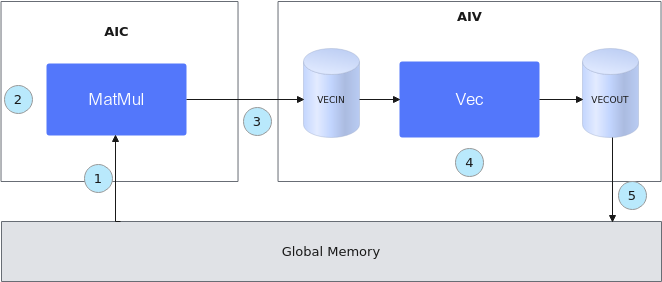 AIC
AIV
2
MatMul
3
VECIN
Vec
VECOUT
4
1
5
Global Memory